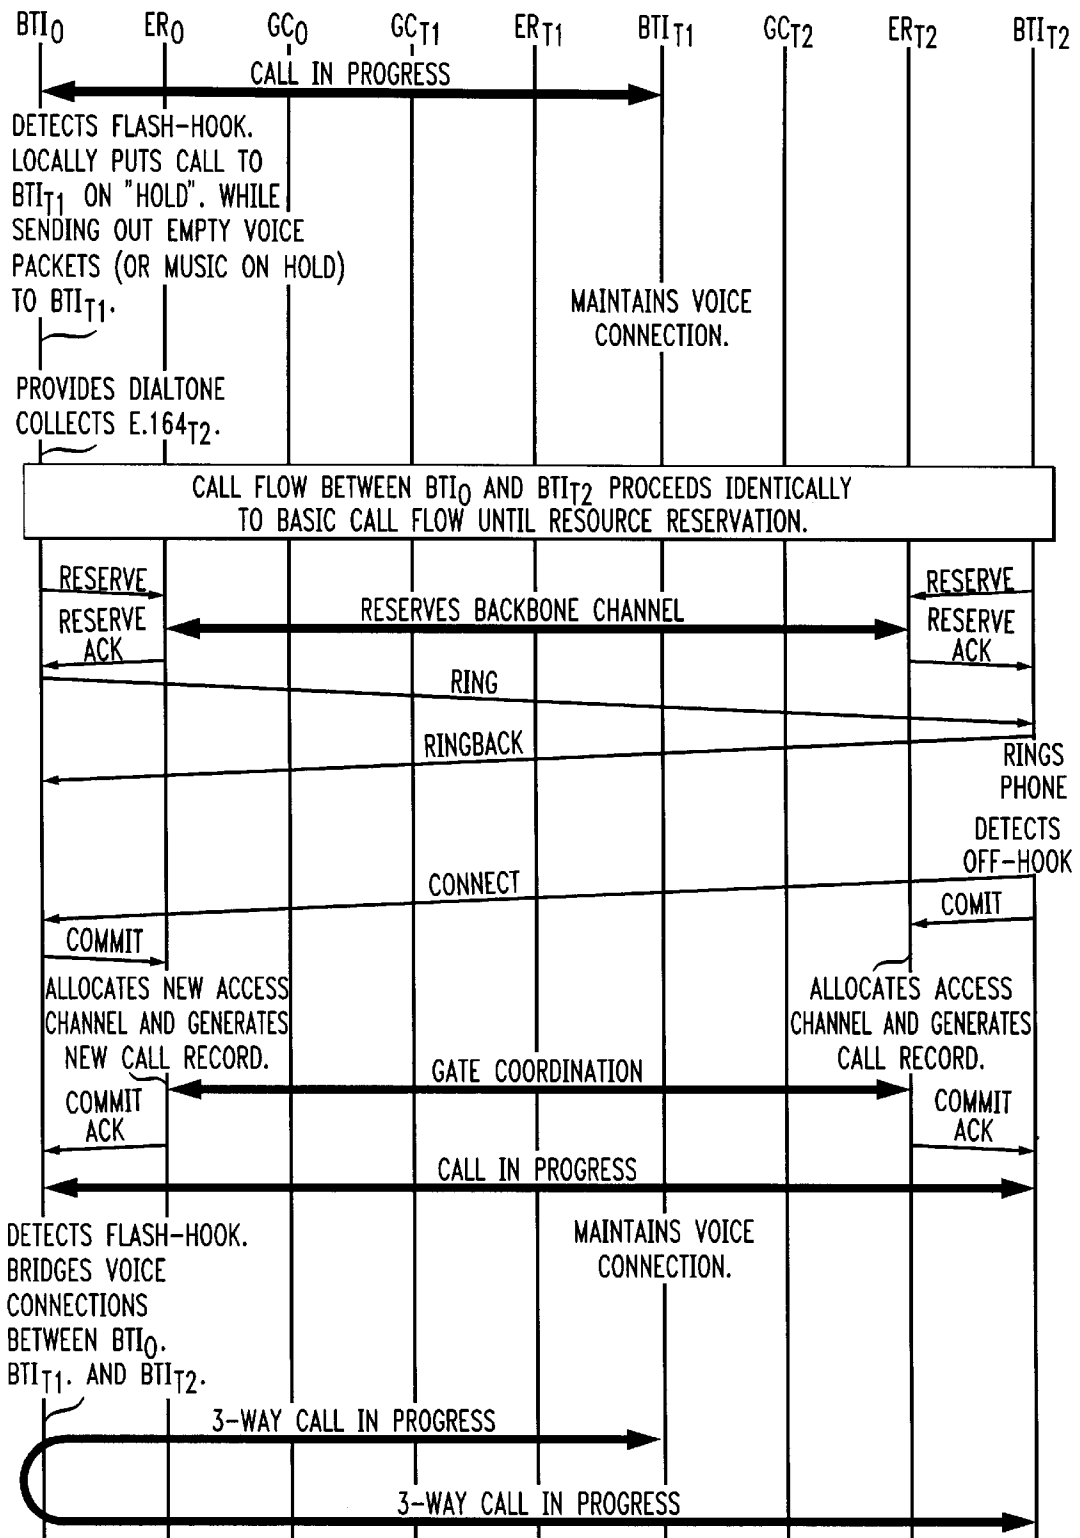 BTIO ERO GCO GCT1 ERT1 BTIT1 GCT2 ERT2 BTIT2
CALL IN PROGRESS
DETECTS FLASH-HOOK.
LOCALLY PUTS CALL TO
BTIT1 ON "HOLD". WHILE
SENDING OUT EMPTY VOICE
PACKETS (OR MUSIC ON HOLD)
TO BTIT1.
MAINTAINS VOICE
CONNECTION.
PROVIDES DIALTONE
COLLECTS E.164T2.
CALL FLOW BETWEEN BTIO AND BTIT2 PROCEEDS IDENTICALLY
TO BASIC CALL FLOW UNTIL RESOURCE RESERVATION.
RESERVE
RESERVE
RESERVES BACKBONE CHANNEL
RESERVE
ACK
RESERVE
ACK
RING
RINGBACK
RINGS
PHONE
DETECTS
OFF-HOOK
CONNECT
COMIT
COMMIT
ALLOCATES NEW ACCESS
CHANNEL AND GENERATES
NEW CALL RECORD.
ALLOCATES ACCESS
CHANNEL AND GENERATES
CALL RECORD.
GATE COORDINATION
COMMIT
ACK
COMMIT
ACK
CALL IN PROGRESS
DETECTS FLASH-HOOK.
BRIDGES VOICE
CONNECTIONS
BETWEEN BTIO.
BTIT1. AND BTIT2.
MAINTAINS VOICE
CONNECTION.
3-WAY CALL IN PROGRESS
3-WAY CALL IN PROGRESS